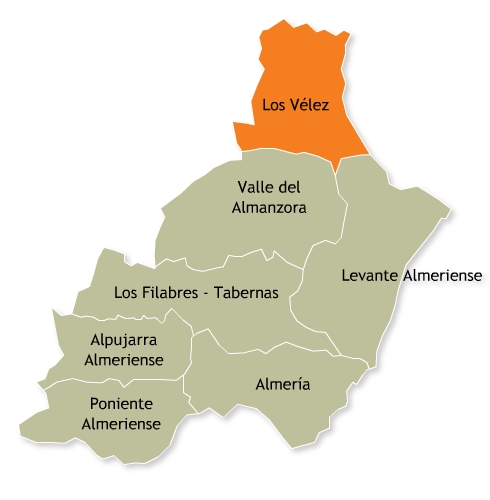 Los Vélez
Valle del
Almanzora
Levante Almeriense
Los Filabres - Tabernas
Alpujarra
Almeriense
Almería
Poniente
Almeriense